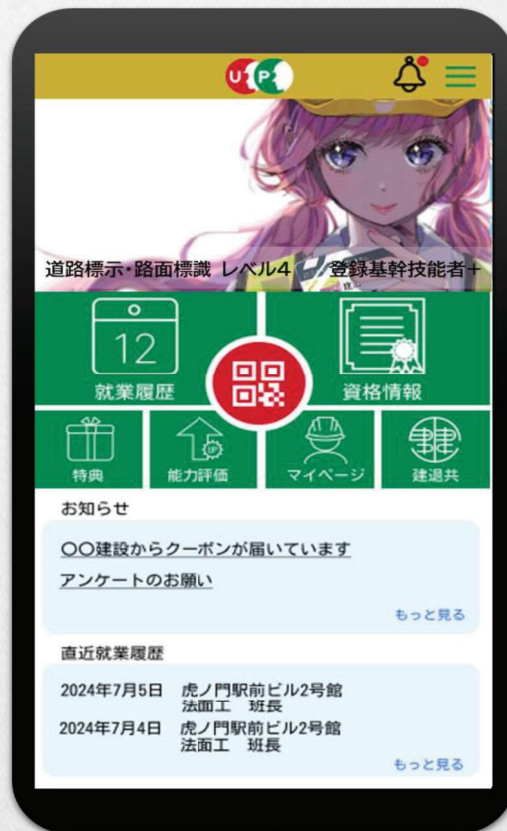 UP
道路標示・路面標識 レベル4 登録基幹技能者+
12
就業履歴
資格情報
特典
UP
能力評価
マイページ
建退共
お知らせ
〇〇建設からクーポンが届いています
アンケートのお願い
もっと見る
直近就業履歴
2024年7月5日 虎ノ門駅前ビル2号館
法面工 班長
2024年7月4日 虎ノ門駅前ビル2号館
法面工 班長
もっと見る